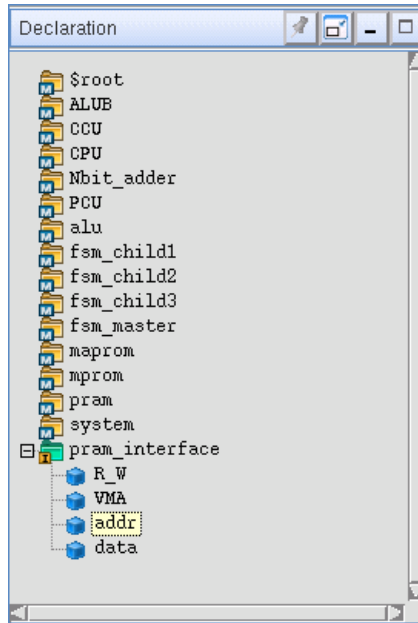 Declaration
$root
ALUB
CCU
CPU
Nbit_adder
PCU
alu
fsm_child1
fsm_child2
fsm_child3
fsm_master
maprom
mprom
pram
system
pram_interface
R_W
VMA
addr
data